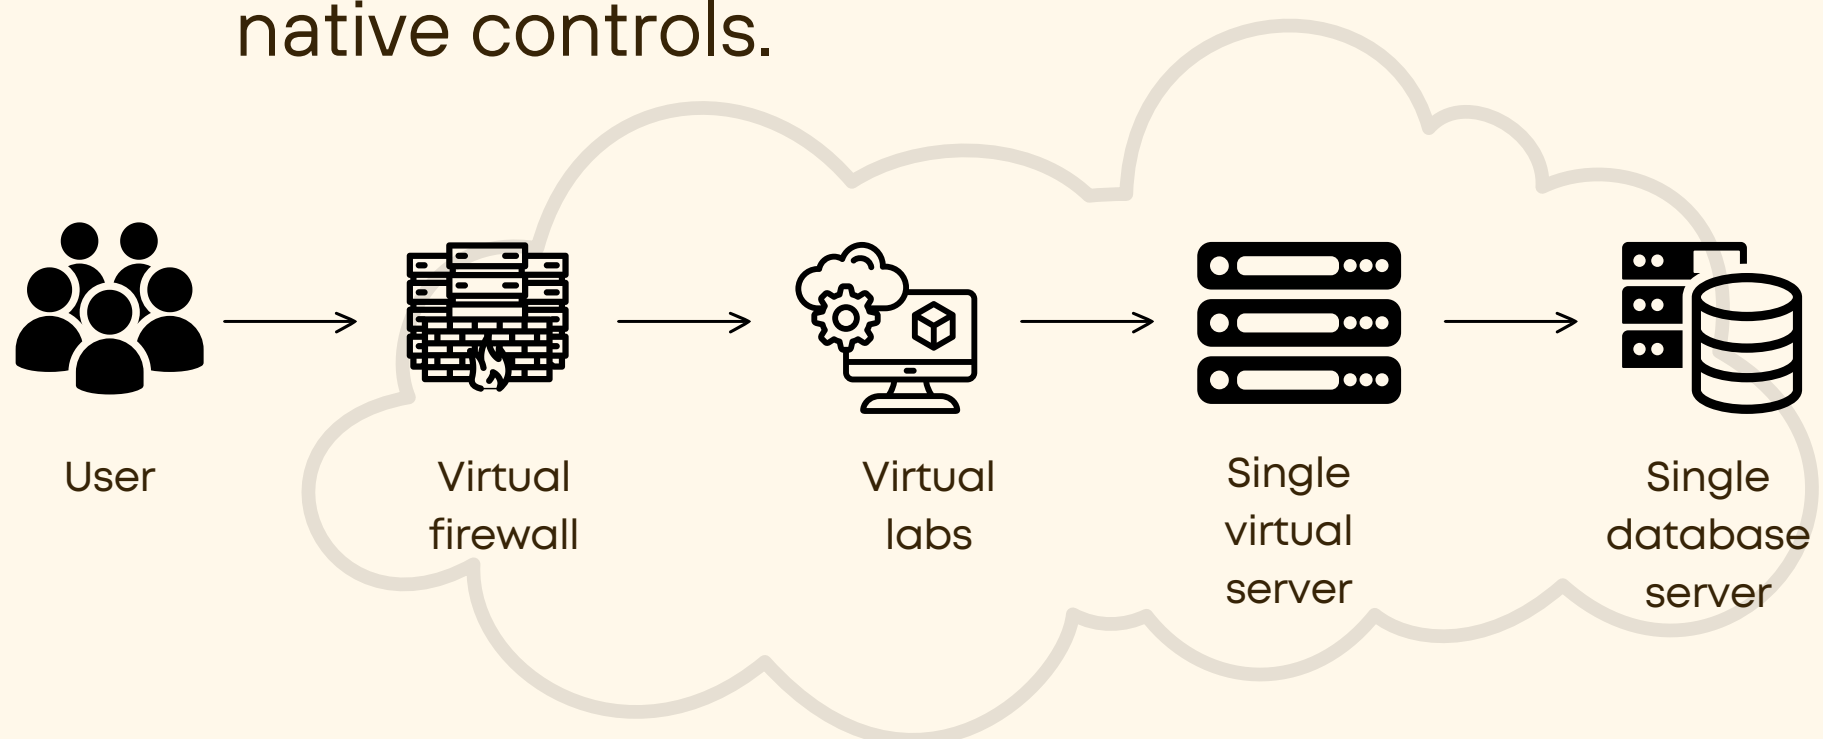 native controls.
User
Virtual
firewall
Virtual
labs
Single
virtual
server
Single
database
server